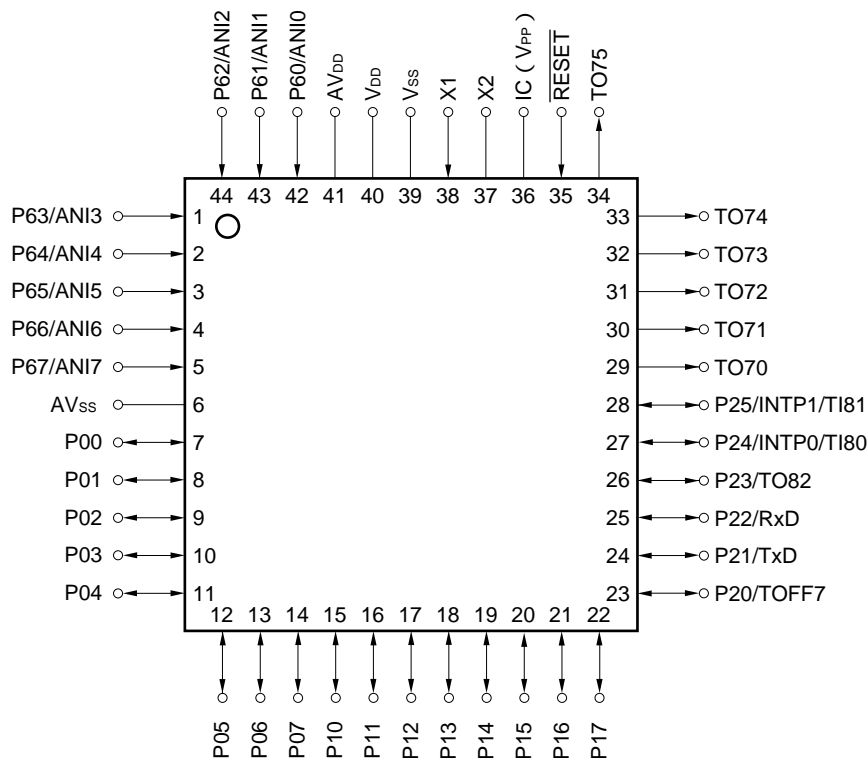 P62/ANI2
P61/ANI1
P60/ANI0
AVDD
VDD
VSS
X1
X2
IC ( VPP )
RESET
TO75
44 43 42 41 40 39 38 37 36 35 34
P63/ANI3 1
P64/ANI4 2
P65/ANI5 3
P66/ANI6 4
P67/ANI7 5
AVSS 6
P00 7
P01 8
P02 9
P03 10
P04 11
33 TO74
32 TO73
31 TO72
30 TO71
29 TO70
28 P25/INTP1/TI81
27 P24/INTP0/TI80
26 P23/TO82
25 P22/RxD
24 P21/TxD
23 P20/TOFF7
12 13 14 15 16 17 18 19 20 21 22
P05
P06
P07
P10
P11
P12
P13
P14
P15
P16
P17